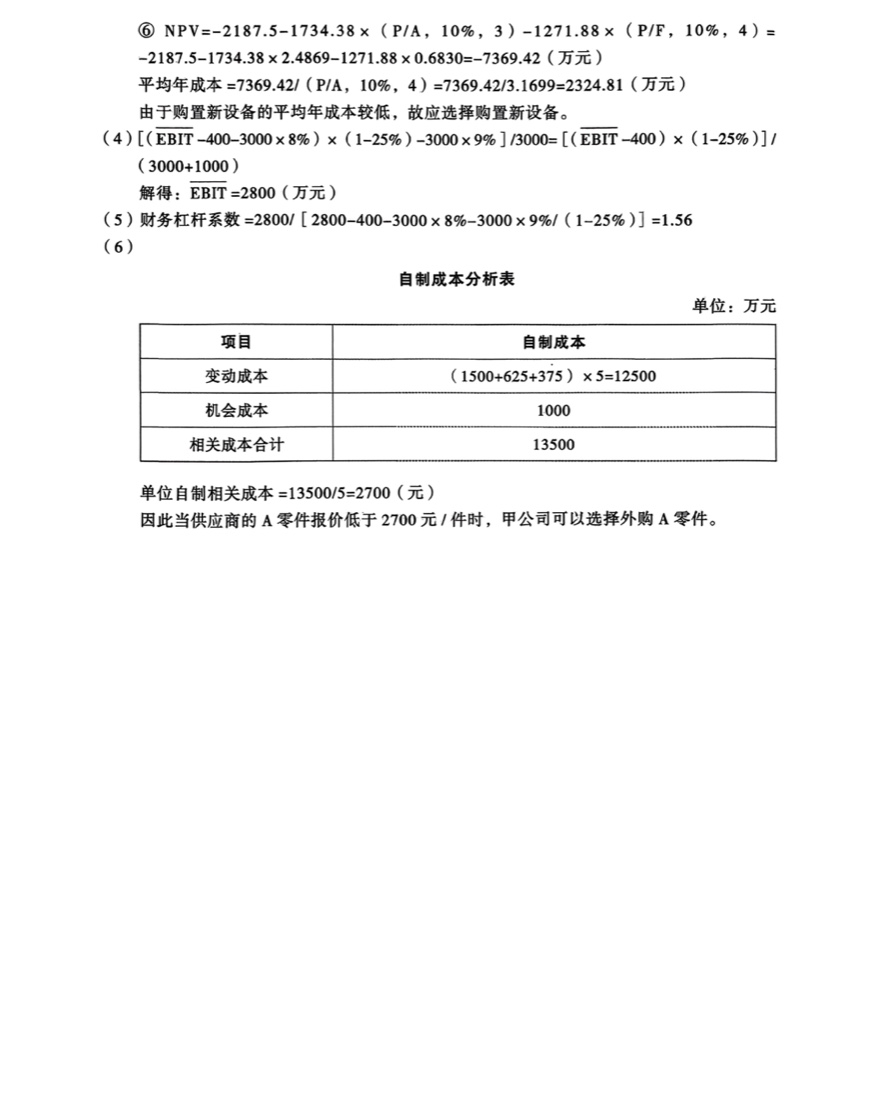 ⑥ NPV=-2187.5-1734.38×（P/A，10%，3）-1271.88×（P/F，10%，4）=
-2187.5-1734.38×2.4869-1271.88×0.6830=-7369.42（万元）
平均年成本=7369.42/（P/A，10%，4）=7369.42/3.1699=2324.81（万元）
由于购置新设备的平均年成本较低，故应选择购置新设备。
（4）[（E̅B̅I̅T̅-400-3000×8%）×（1-25%）-3000×9%]/3000=[（E̅B̅I̅T̅-400）×（1-25%）]/
（3000+1000）
解得：E̅B̅I̅T̅=2800（万元）
（5）财务杠杆系数=2800/［2800-400-3000×8%-3000×9%/（1-25%）］=1.56
（6）
自制成本分析表
单位：万元
项目 自制成本
变动成本 （1500+625+375）×5=12500
机会成本 1000
相关成本合计 13500
单位自制相关成本=13500/5=2700（元）
因此当供应商的A零件报价低于2700元/件时，甲公司可以选择外购A零件。